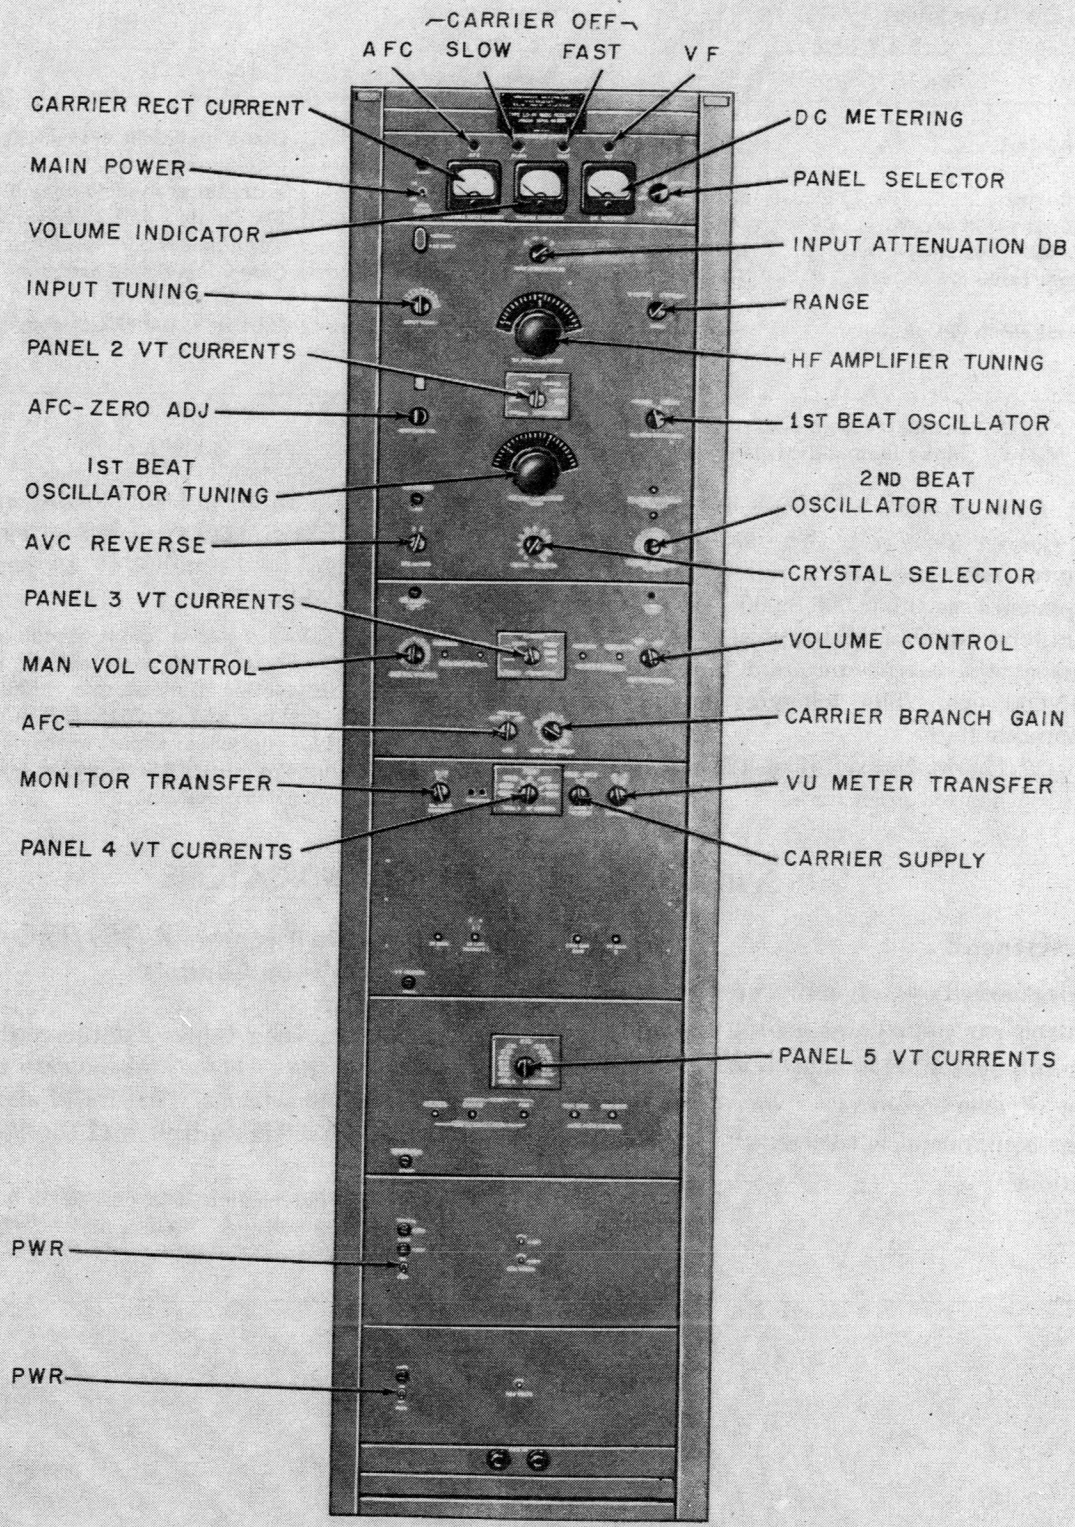 CARRIER OFF
AFC SLOW FAST VF
CARRIER RECT CURRENT
MAIN POWER
VOLUME INDICATOR
INPUT TUNING
PANEL 2 VT CURRENTS
AFC-ZERO ADJ
1ST BEAT
OSCILLATOR TUNING
AVC REVERSE
PANEL 3 VT CURRENTS
MAN VOL CONTROL
AFC
MONITOR TRANSFER
PANEL 4 VT CURRENTS
PWR
PWR
DC METERING
PANEL SELECTOR
INPUT ATTENUATION DB
RANGE
HF AMPLIFIER TUNING
1ST BEAT OSCILLATOR
2ND BEAT
OSCILLATOR TUNING
CRYSTAL SELECTOR
VOLUME CONTROL
CARRIER BRANCH GAIN
VU METER TRANSFER
CARRIER SUPPLY
PANEL 5 VT CURRENTS